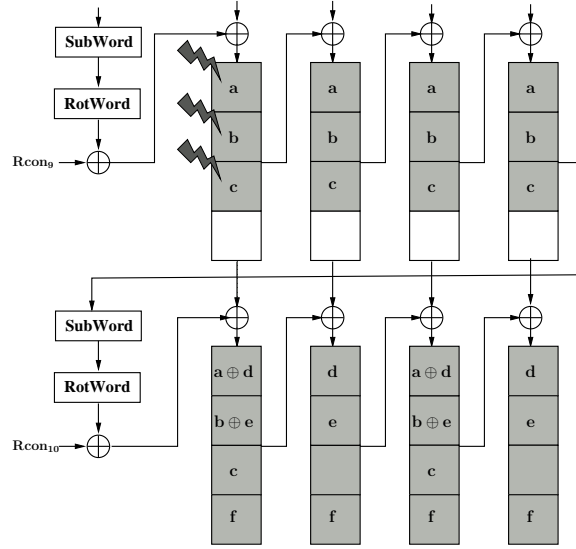 SubWord
RotWord
Rcon₉
a a a a
b b b b
c c c c
SubWord
RotWord
Rcon₁₀
a ⊕ d d a ⊕ d d
b ⊕ e e b ⊕ e e
c c
f f f f